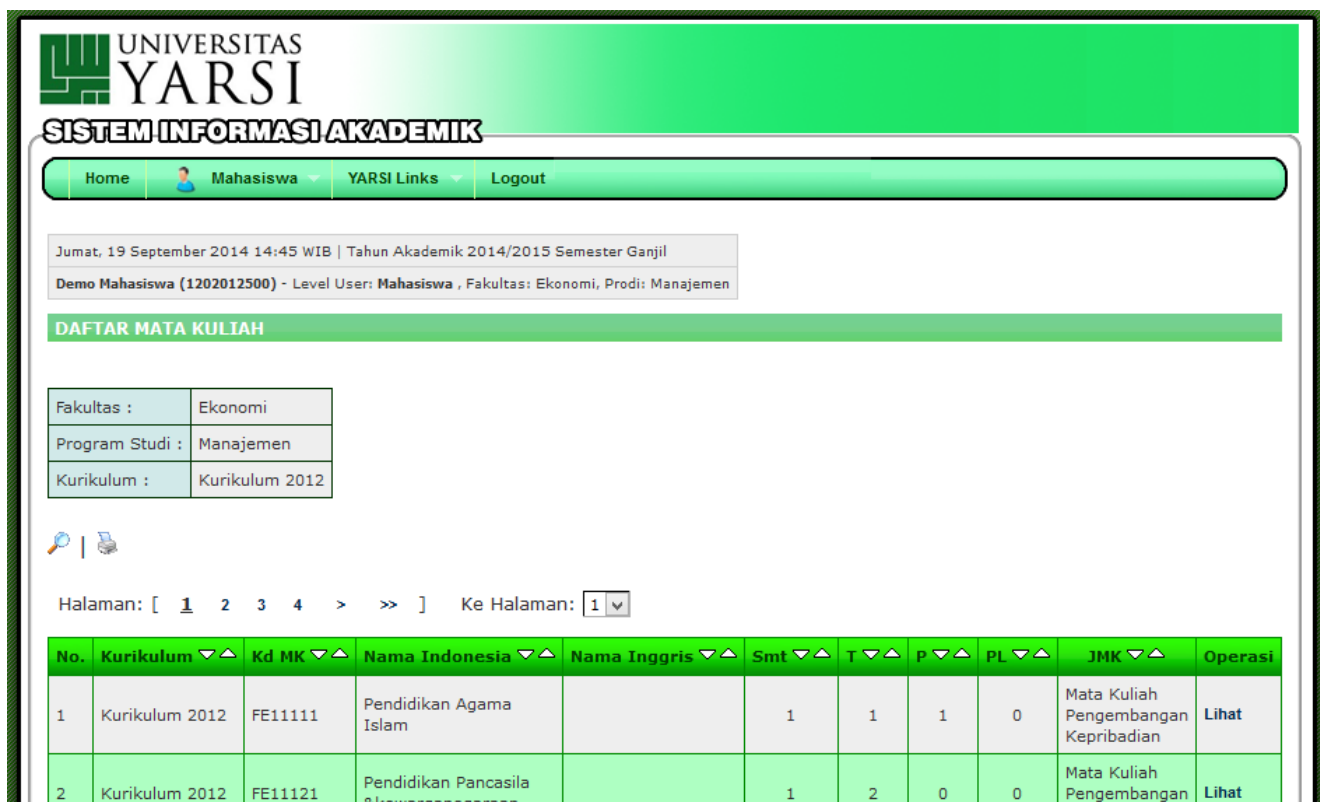 UNIVERSITAS
YARSI
SISTEM INFORMASI AKADEMIK
Home Mahasiswa YARSI Links Logout
Jumat, 19 September 2014 14:45 WIB | Tahun Akademik 2014/2015 Semester Ganjil
Demo Mahasiswa (1202012500) - Level User: Mahasiswa , Fakultas: Ekonomi, Prodi: Manajemen
DAFTAR MATA KULIAH
Fakultas : Ekonomi
Program Studi : Manajemen
Kurikulum : Kurikulum 2012
|
Halaman: [ 1 2 3 4 > >> ] Ke Halaman: 1
No. Kurikulum Kd MK Nama Indonesia Nama Inggris Smt T P PL JMK Operasi
1 Kurikulum 2012 FE11111 Pendidikan Agama Islam 1 1 1 0 Mata Kuliah Pengembangan Kepribadian Lihat
2 Kurikulum 2012 FE11121 Pendidikan Pancasila 1 2 0 0 Mata Kuliah Pengembangan Lihat